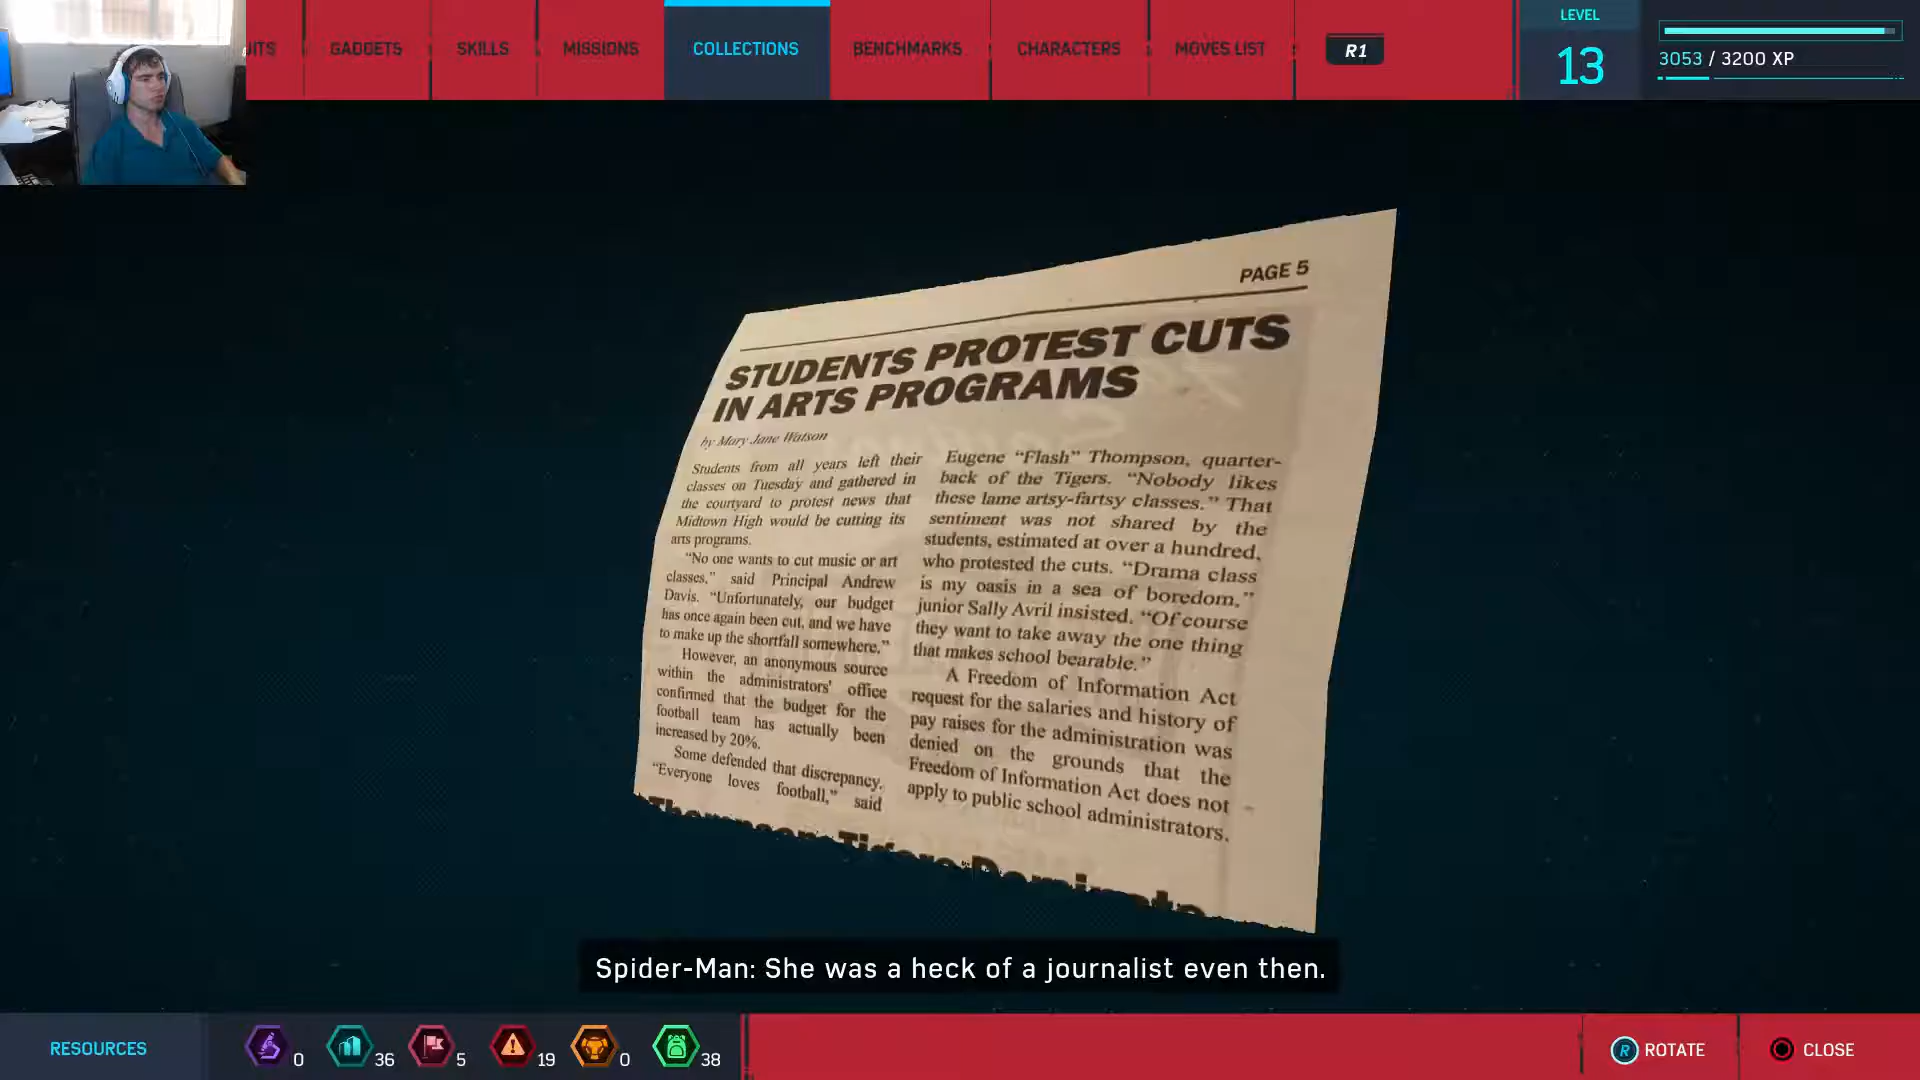 GADGETS
SKILLS
MISSIONS
COLLECTIONS
BENCHMARKS
CHARACTERS
MOVES LIST
R1
LEVEL
13
3053 / 3200 XP
PAGE 5
STUDENTS PROTEST CUTS
IN ARTS PROGRAMS
by Mary Jane Watson
Students from all years left their
classes on Tuesday and gathered in
the courtyard to protest news that
Midtown High would be cutting its
arts programs.
"No one wants to cut music or art
classes," said Principal Andrew
Davis. "Unfortunately, our budget
has once again been cut, and we have
to make up the shortfall somewhere."
However, an anonymous source
within the administrators' office
confirmed that the budget for the
football team has actually been
increased by 20%.
Some defended that discrepancy.
"Everyone loves football," said
Eugene "Flash" Thompson, quarter-
back of the Tigers. "Nobody likes
these lame artsy-fartsy classes." That
sentiment was not shared by the
students, estimated at over a hundred,
who protested the cuts. "Drama class
is my oasis in a sea of boredom,"
junior Sally Avril insisted. "Of course
they want to take away the one thing
that makes school bearable."
A Freedom of Information Act
request for the salaries and history of
pay raises for the administration was
denied on the grounds that the
Freedom of Information Act does not
apply to public school administrators.
Thompson, Tigers Dominate
Spider-Man: She was a heck of a journalist even then.
RESOURCES
0
36
5
19
0
38
R ROTATE
CLOSE